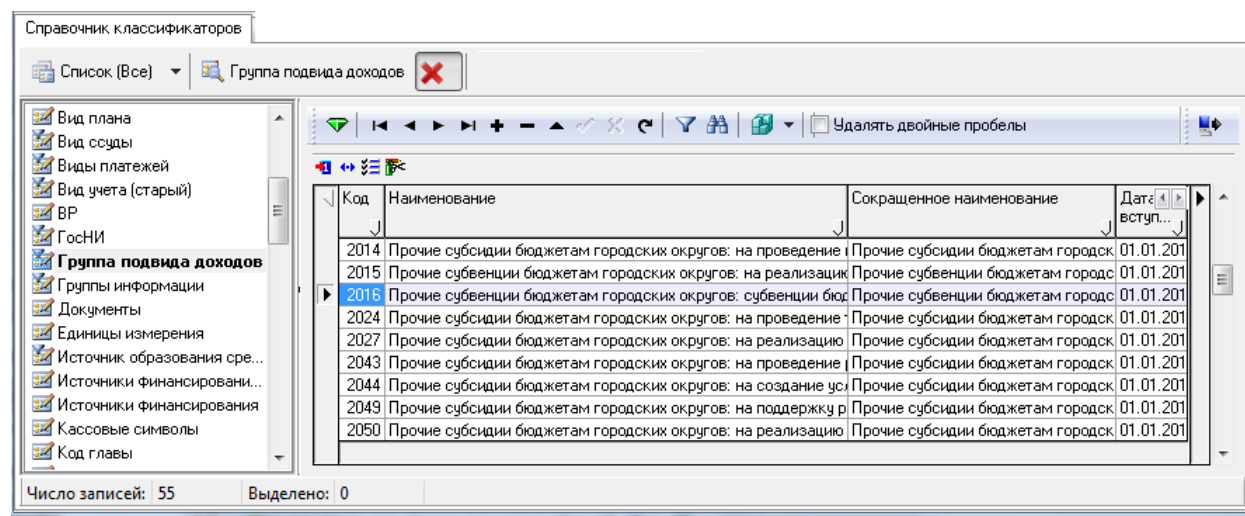 Справочник классификаторов
Список (Все) Группа подвида доходов
Вид плана
Вид ссуды
Виды платежей
Вид учета (старый)
ВР
ГосНИ
Группа подвида доходов
Группы информации
Документы
Единицы измерения
Источник образования сре...
Источники финансировани...
Источники финансирования
Кассовые символы
Код главы
Удалять двойные пробелы
Код Наименование Сокращенное наименование Дата вступ...
2014 Прочие субсидии бюджетам городских округов: на проведение Прочие субсидии бюджетам городск 01.01.201
2015 Прочие субвенции бюджетам городских округов: на реализацию Прочие субвенции бюджетам городс 01.01.201
2016 Прочие субвенции бюджетам городских округов: субвенции бюд Прочие субвенции бюджетам городс 01.01.201
2024 Прочие субсидии бюджетам городских округов: на проведение Прочие субсидии бюджетам городск 01.01.201
2027 Прочие субсидии бюджетам городских округов: на реализацию Прочие субсидии бюджетам городск 01.01.201
2043 Прочие субсидии бюджетам городских округов: на проведение Прочие субсидии бюджетам городск 01.01.201
2044 Прочие субсидии бюджетам городских округов: на создание усл Прочие субсидии бюджетам городск 01.01.201
2049 Прочие субсидии бюджетам городских округов: на поддержку р Прочие субсидии бюджетам городск 01.01.201
2050 Прочие субсидии бюджетам городских округов: на реализацию Прочие субсидии бюджетам городск 01.01.201
Число записей: 55 Выделено: 0